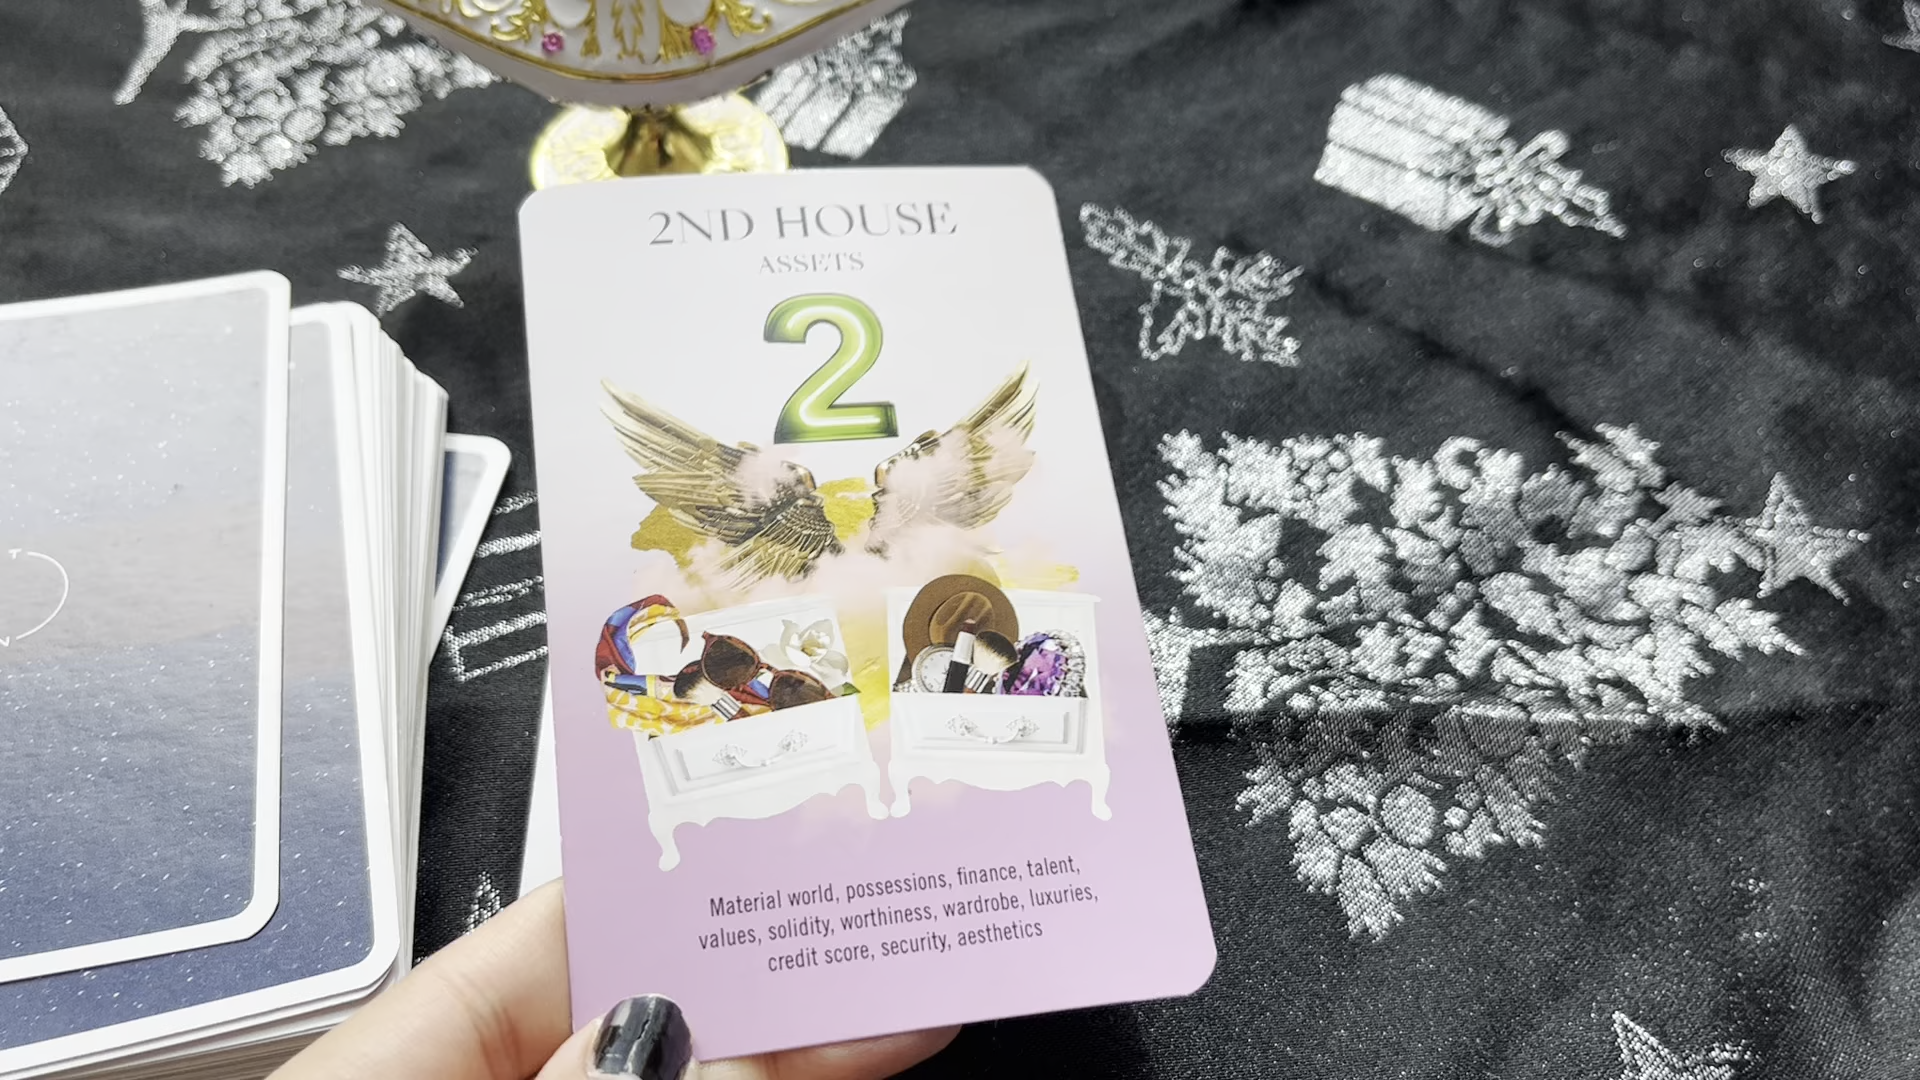 2ND HOUSE
ASSETS
2
Material world, possessions, finance, talent,
values, solidity, worthiness, wardrobe, luxuries,
credit score, security, aesthetics